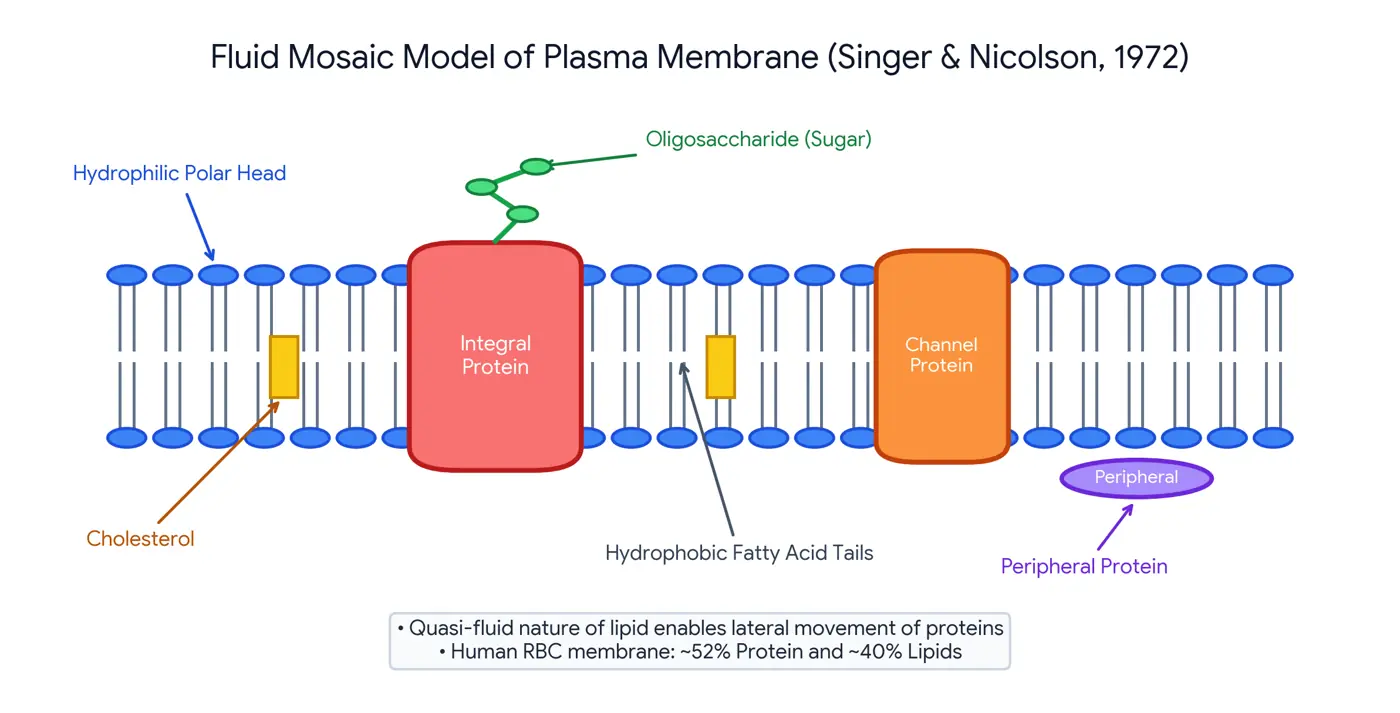 Fluid Mosaic Model of Plasma Membrane (Singer & Nicolson, 1972)
Oligosaccharide (Sugar)
Hydrophilic Polar Head
Integral
Protein
Channel
Protein
Peripheral
Cholesterol
Hydrophobic Fatty Acid Tails
Peripheral Protein
• Quasi-fluid nature of lipid enables lateral movement of proteins
• Human RBC membrane: ~52% Protein and ~40% Lipids